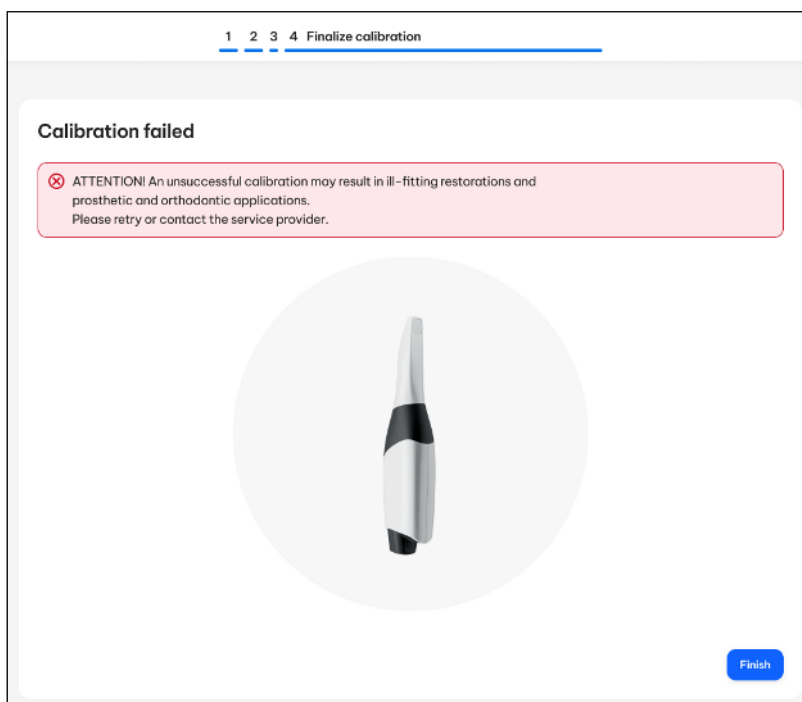 1 2 3 4 Finalize calibration
Calibration failed
ATTENTION! An unsuccessful calibration may result in ill-fitting restorations and
prosthetic and orthodontic applications.
Please retry or contact the service provider.
Finish